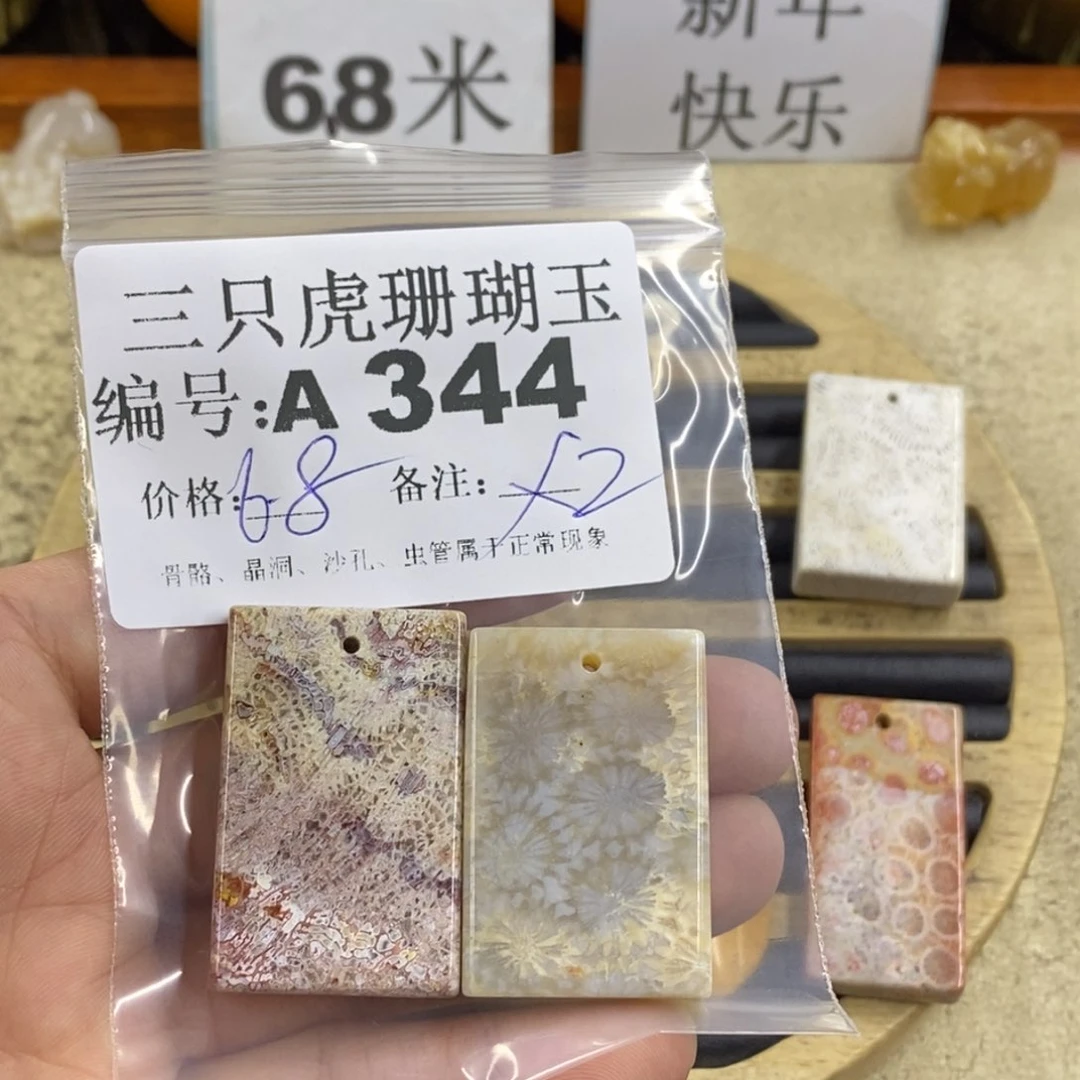 68米
新年
快乐
三只虎珊瑚玉
编号:A 344
价格:68 备注: X2
骨骼、晶洞、沙孔、虫管属于正常现象